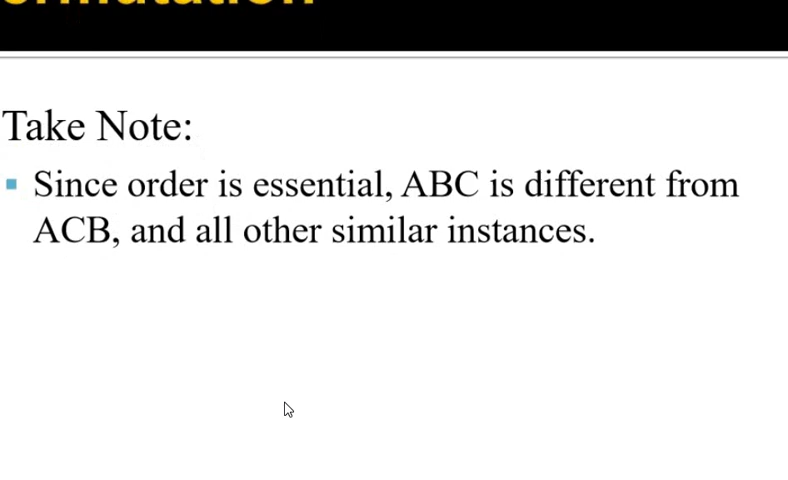 Take Note:
▪ Since order is essential, ABC is different from
ACB, and all other similar instances.